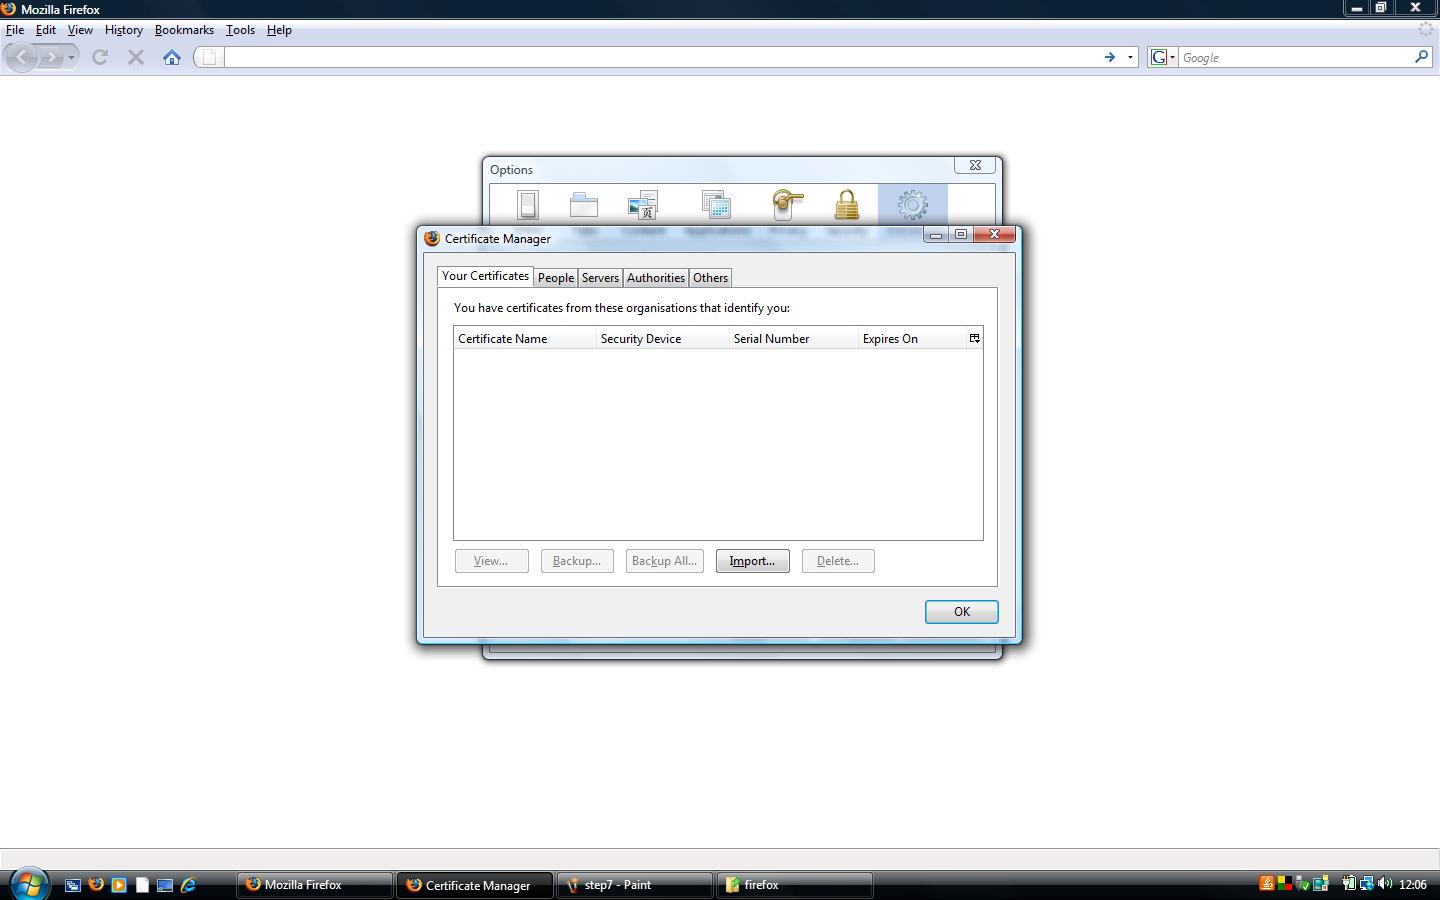 Mozilla Firefox
File Edit View History Bookmarks Tools Help
Google
Options
Certificate Manager
Your Certificates People Servers Authorities Others
You have certificates from these organisations that identify you:
Certificate Name Security Device Serial Number Expires On
View... Backup... Backup All... Import... Delete...
OK
Mozilla Firefox Certificate Manager step7 - Paint firefox 12:06